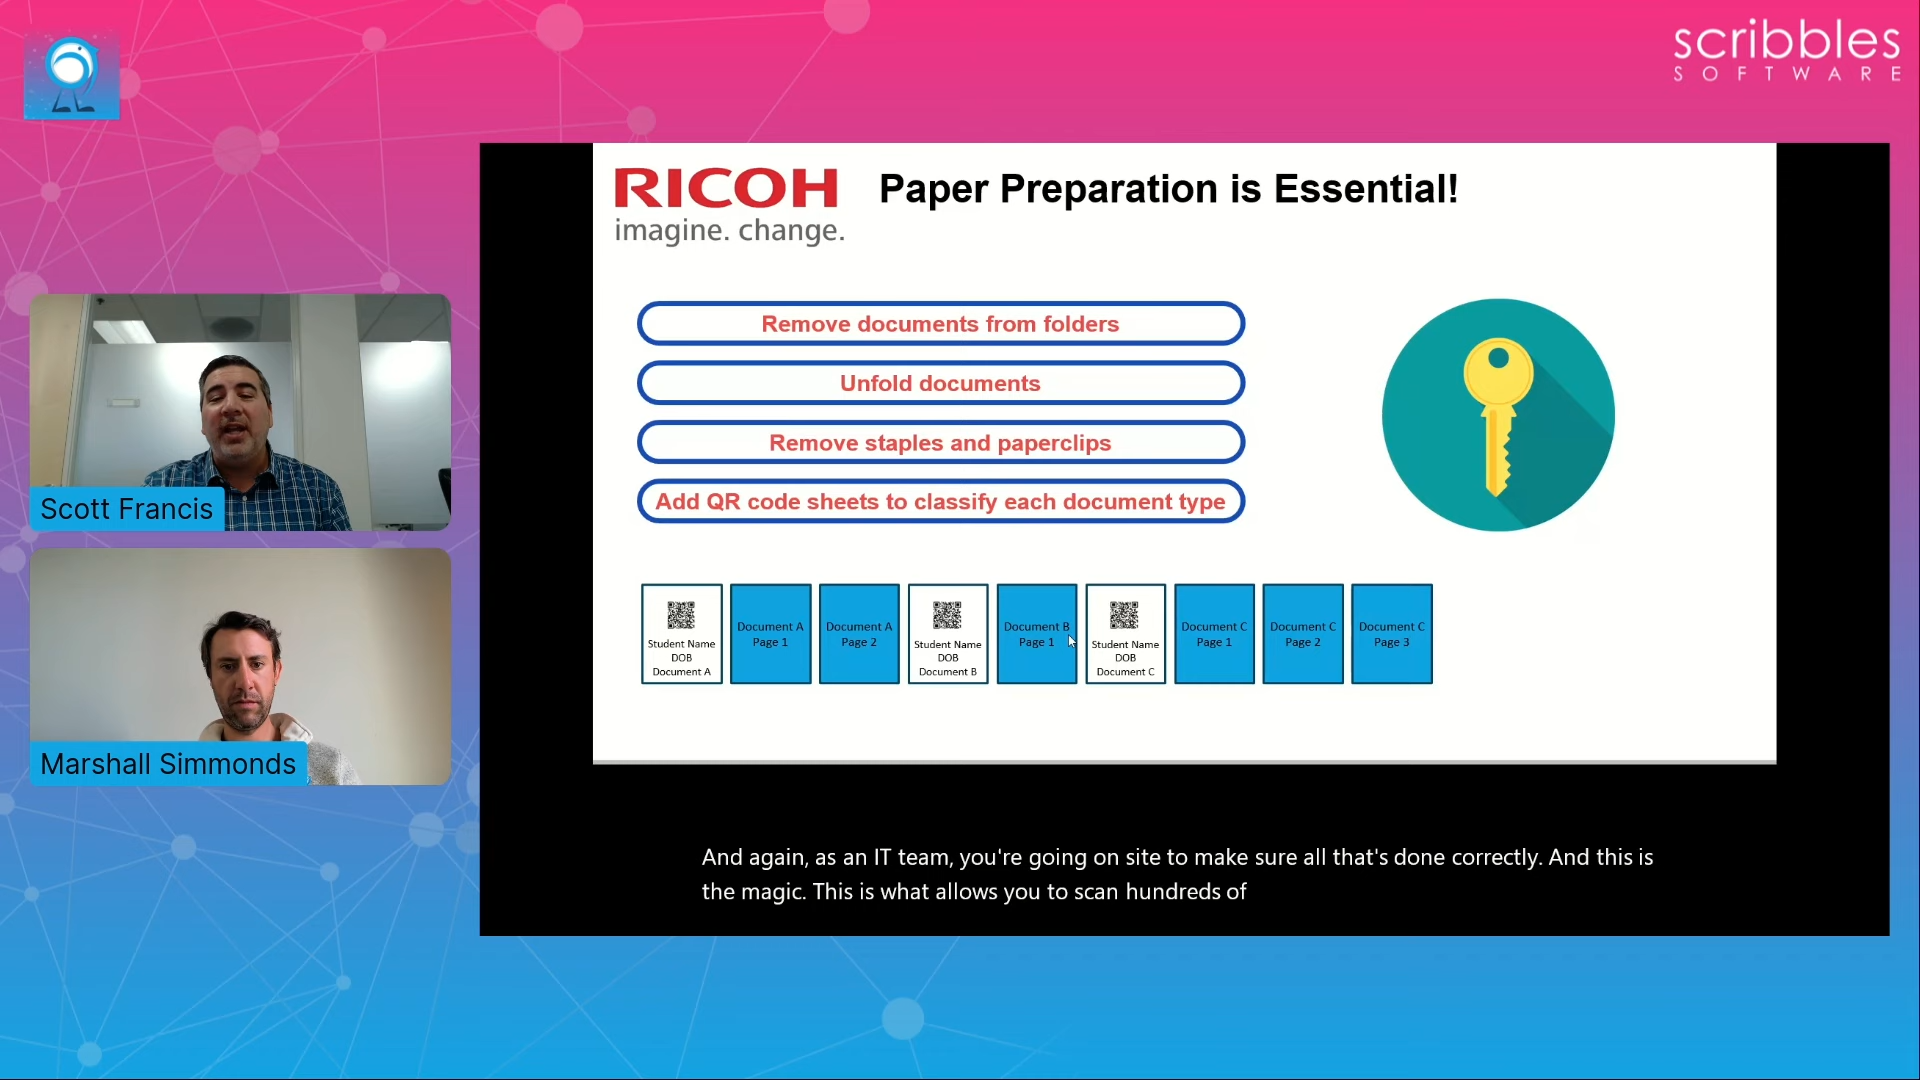 scribbles
SOFTWARE
RICOH
imagine. change.
Paper Preparation is Essential!
Remove documents from folders
Unfold documents
Remove staples and paperclips
Add QR code sheets to classify each document type
Student Name
DOB
Document A
Document A
Page 1
Document A
Page 2
Student Name
DOB
Document B
Document B
Page 1
Student Name
DOB
Document C
Document C
Page 1
Document C
Page 2
Document C
Page 3
Scott Francis
Marshall Simmonds
And again, as an IT team, you're going on site to make sure all that's done correctly. And this is
the magic. This is what allows you to scan hundreds of